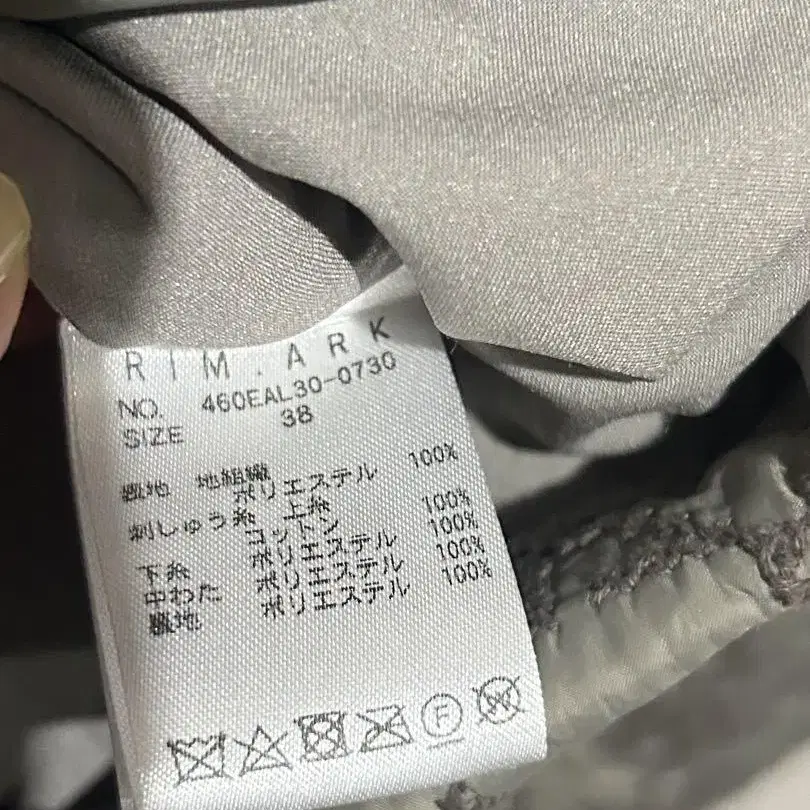 RIM.ARK
NO. 460EAL30-0730
SIZE 38
表地 地組織
ポリエステル 100%
刺しゅう糸 上糸
コットン 100%
下糸 ポリエステル 100%
中わた ポリエステル 100%
裏地 ポリエステル 100%
F
W